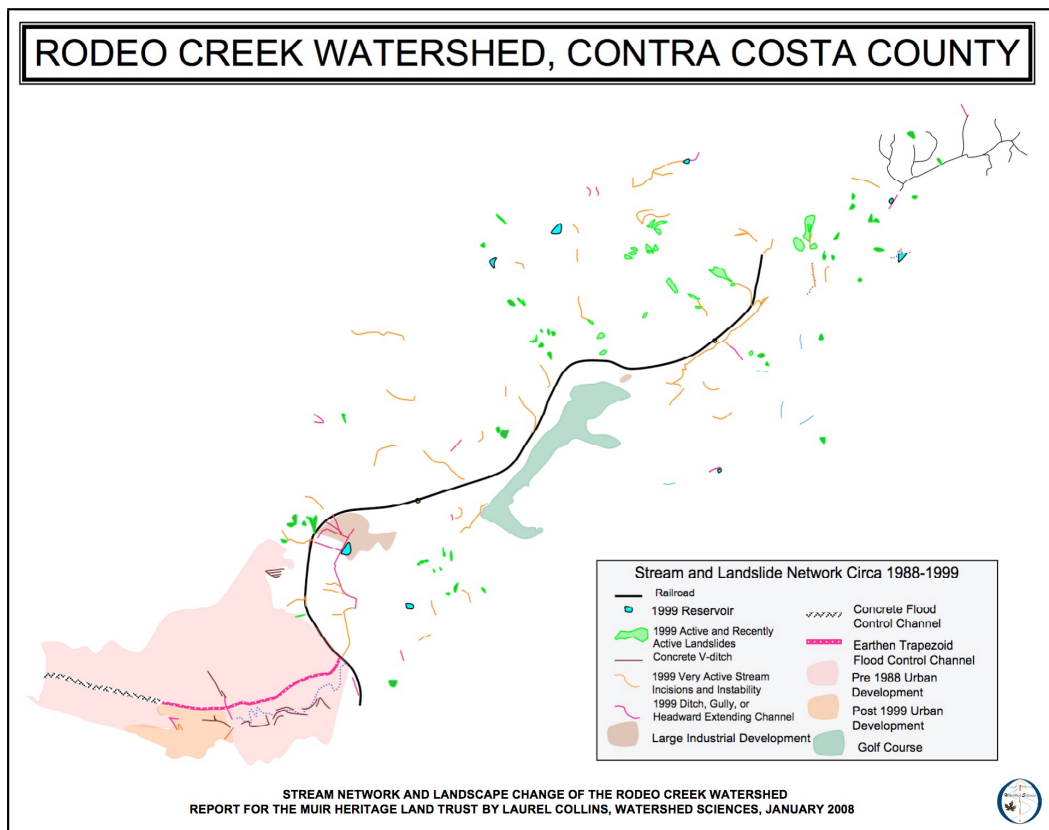 RODEO CREEK WATERSHED, CONTRA COSTA COUNTY
Stream and Landslide Network Circa 1988-1999
Railroad
1999 Reservoir
1999 Active and Recently
Active Landslides
Concrete V-ditch
1999 Very Active Stream
Incisions and Instability
1999 Ditch, Gully, or
Headward Extending Channel
Large Industrial Development
Concrete Flood
Control Channel
Earthen Trapezoid
Flood Control Channel
Pre 1988 Urban
Development
Post 1999 Urban
Development
Golf Course
STREAM NETWORK AND LANDSCAPE CHANGE OF THE RODEO CREEK WATERSHED
REPORT FOR THE MUIR HERITAGE LAND TRUST BY LAUREL COLLINS, WATERSHED SCIENCES, JANUARY 2008
Watershed Sciences